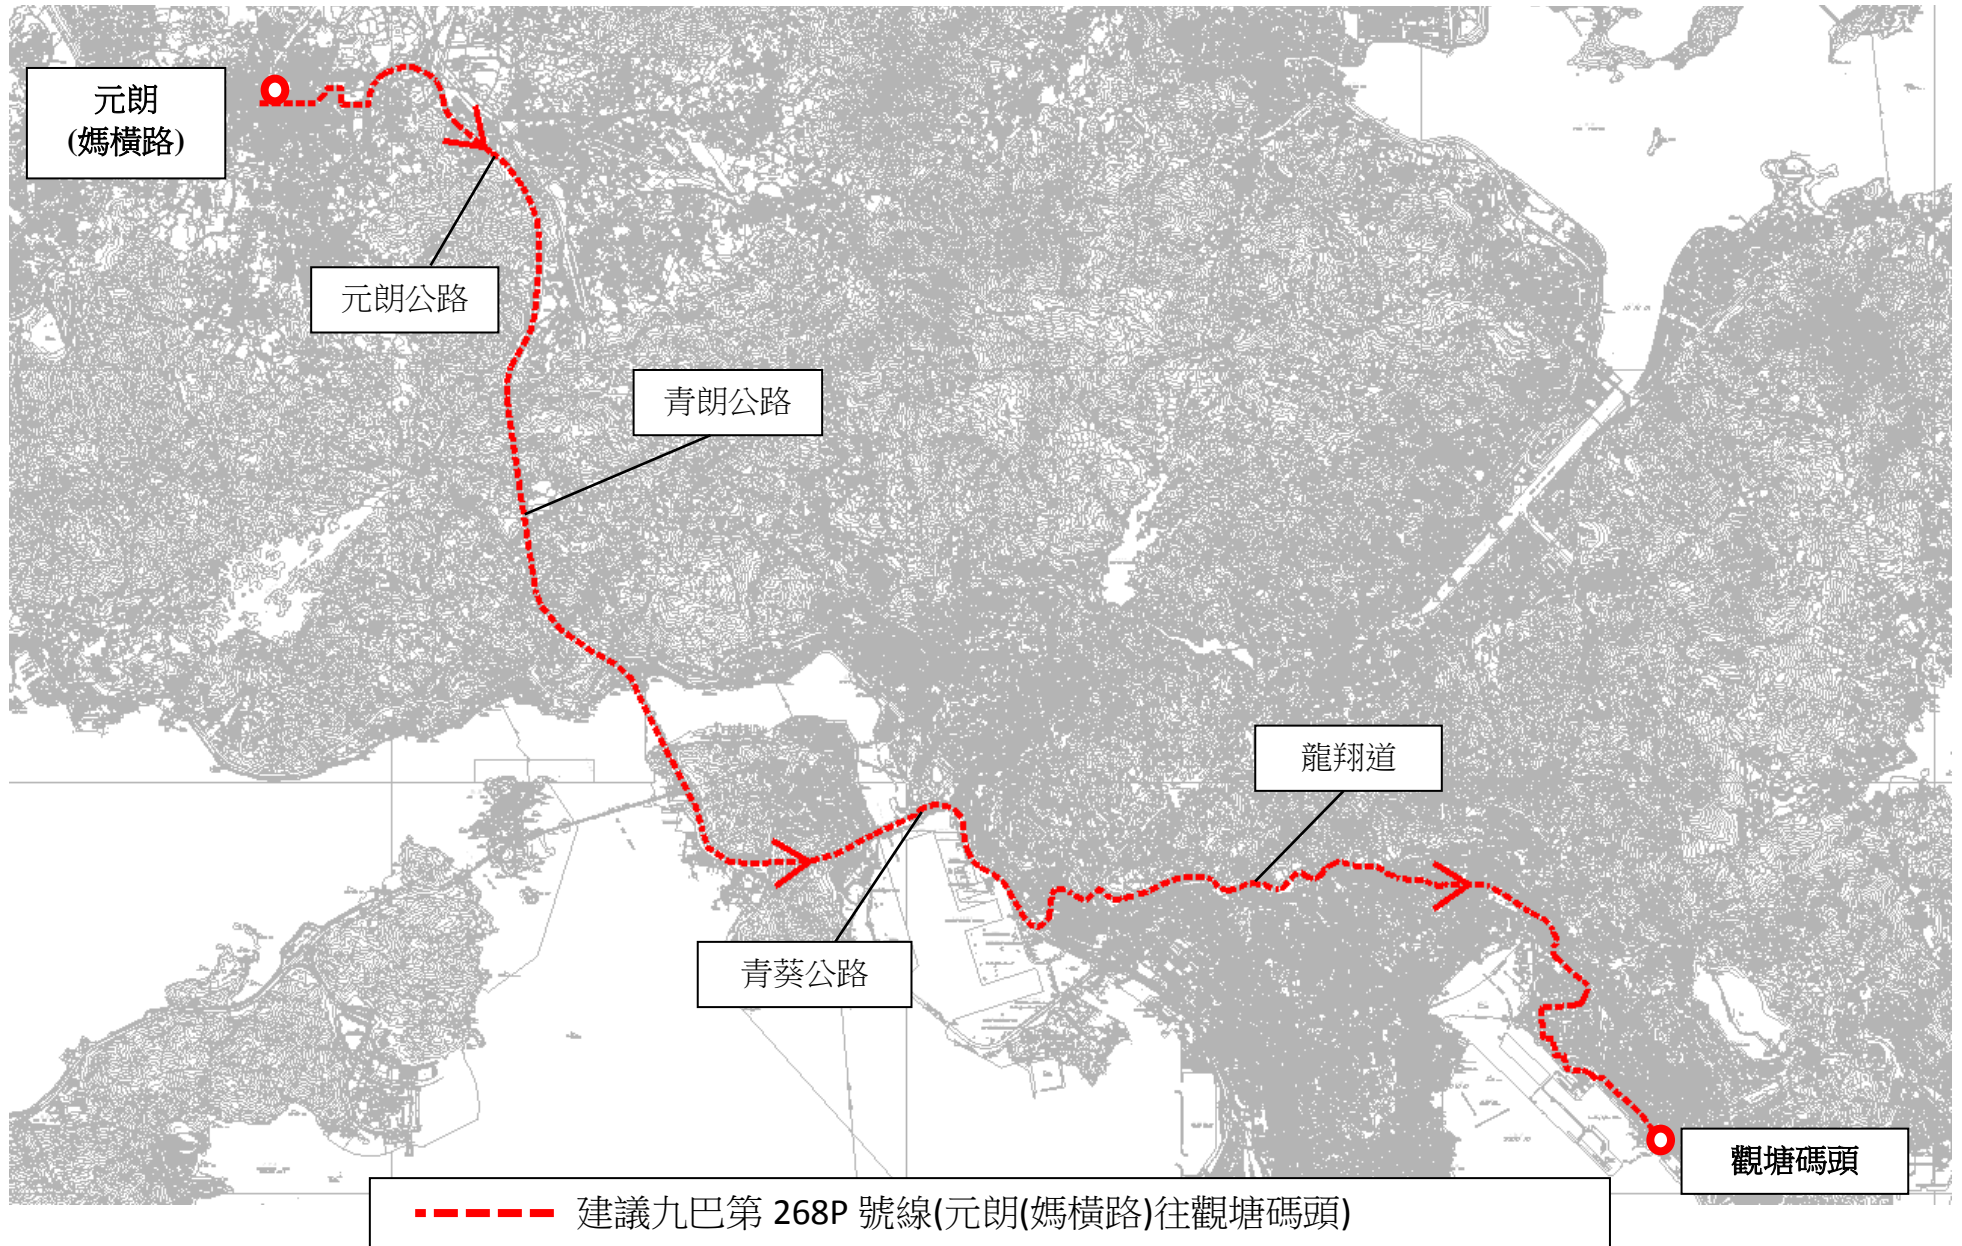 元朗
(媽橫路)
元朗公路
青朗公路
龍翔道
青葵公路
觀塘碼頭
建議九巴第 268P 號線(元朗(媽橫路)往觀塘碼頭)